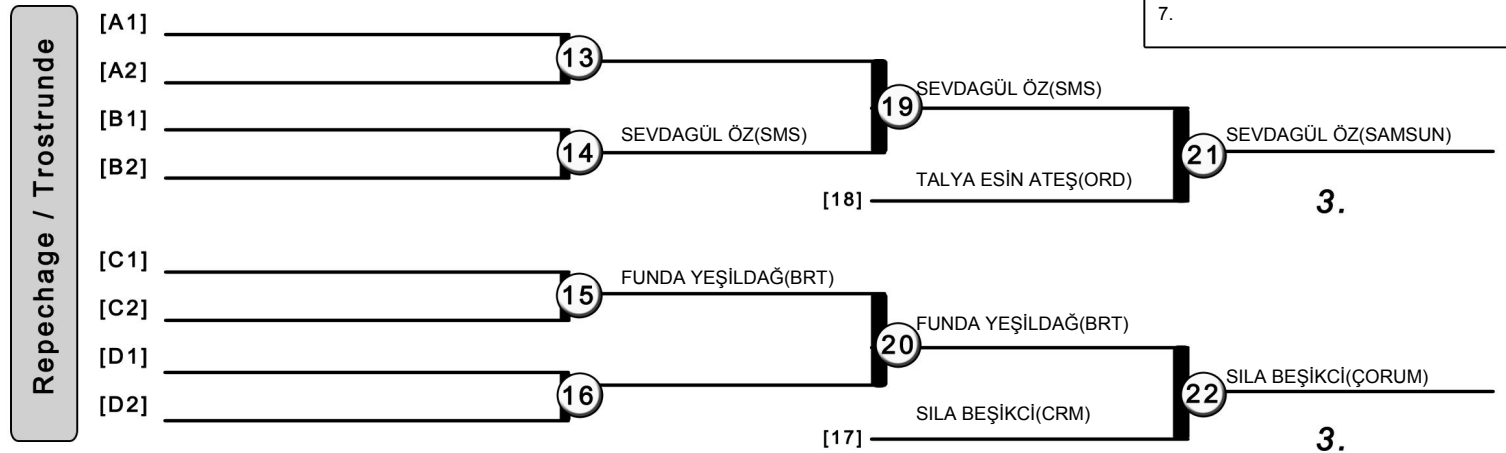 7.
Repechage / Trostrunde
[A1]
[A2]
13
[B1]
[B2]
14
SEVDAGÜL ÖZ(SMS)
19
SEVDAGÜL ÖZ(SMS)
[18]
TALYA ESİN ATEŞ(ORD)
21
SEVDAGÜL ÖZ(SAMSUN)
3.
[C1]
[C2]
15
FUNDA YEŞİLDAĞ(BRT)
[D1]
[D2]
16
20
FUNDA YEŞİLDAĞ(BRT)
[17]
SILA BEŞİKCİ(CRM)
22
SILA BEŞİKCİ(ÇORUM)
3.